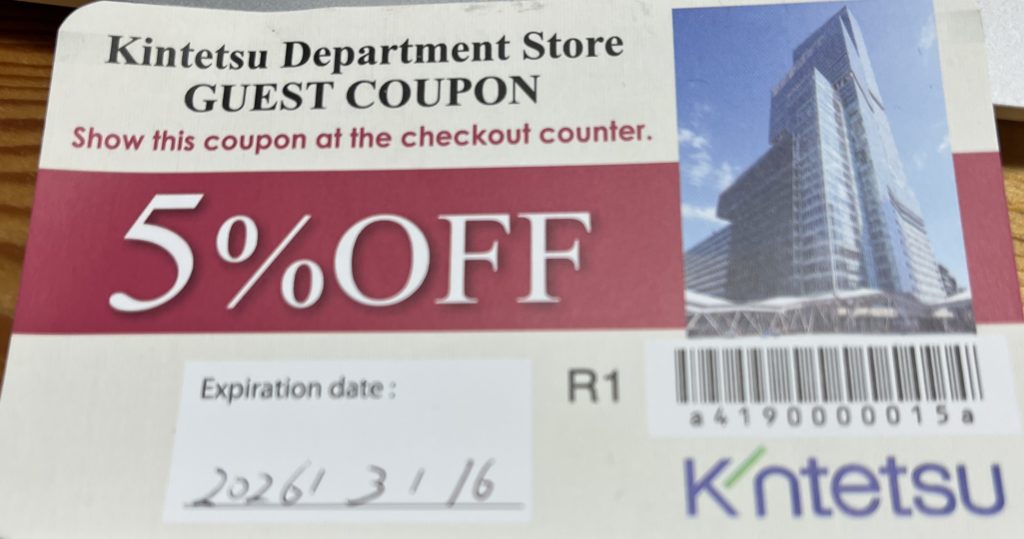 Kintetsu Department Store
GUEST COUPON
Show this coupon at the checkout counter.
5%OFF
Expiration date :
2026/ 3 / 16
R1
a4190000015a
Kintetsu